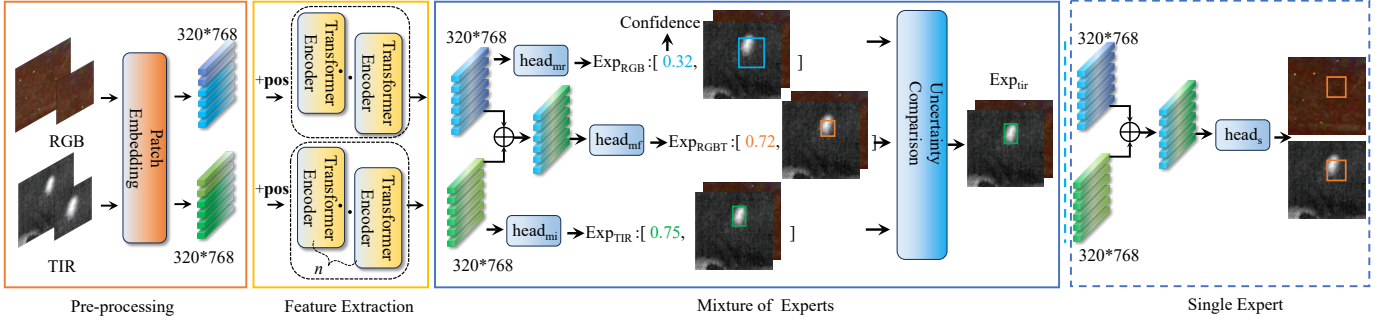 320*768
RGB
TIR
Patch
Embedding
320*768
Pre-processing
+pos
Transformer
Encoder
Transformer
Encoder
+pos
Transformer
Encoder
Transformer
Encoder
n
Feature Extraction
320*768
Confidence
head_mr
Exp_RGB :[ 0.32, ]
head_mf
Exp_RGBT :[ 0.72, ]
head_mi
Exp_TIR :[ 0.75, ]
320*768
Uncertainty
Comparison
Exp_tir
Mixture of Experts
320*768
head_s
320*768
Single Expert